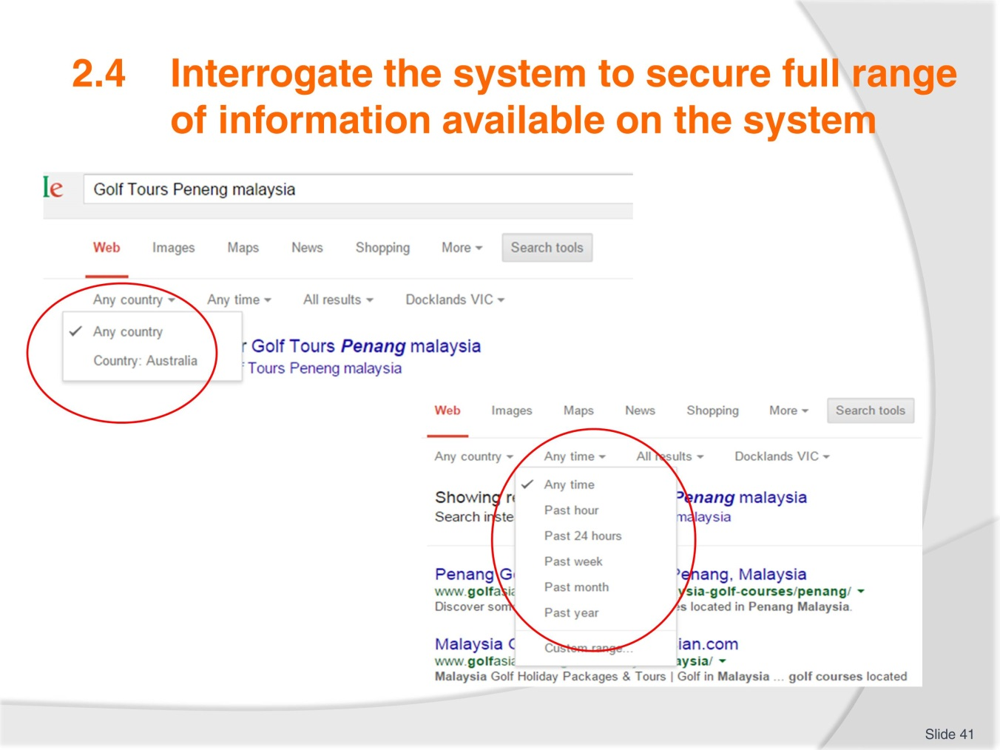 2.4 Interrogate the system to secure full range
of information available on the system
le Golf Tours Peneng malaysia
Web Images Maps News Shopping More Search tools
Any country Any time All results Docklands VIC
Any country
Country: Australia
r Golf Tours Penang malaysia
Tours Peneng malaysia
Web Images Maps News Shopping More Search tools
Any country Any time All results Docklands VIC
Any time
Past hour
Past 24 hours
Past week
Past month
Past year
Custom range...
Showing re Penang malaysia
Search inste malaysia
Penang G Penang, Malaysia
www.golfasia ysia-golf-courses/penang/
Discover som es located in Penang Malaysia.
Malaysia G ian.com
www.golfasia aysia/
Malaysia Golf Holiday Packages & Tours | Golf in Malaysia ... golf courses located
Slide 41